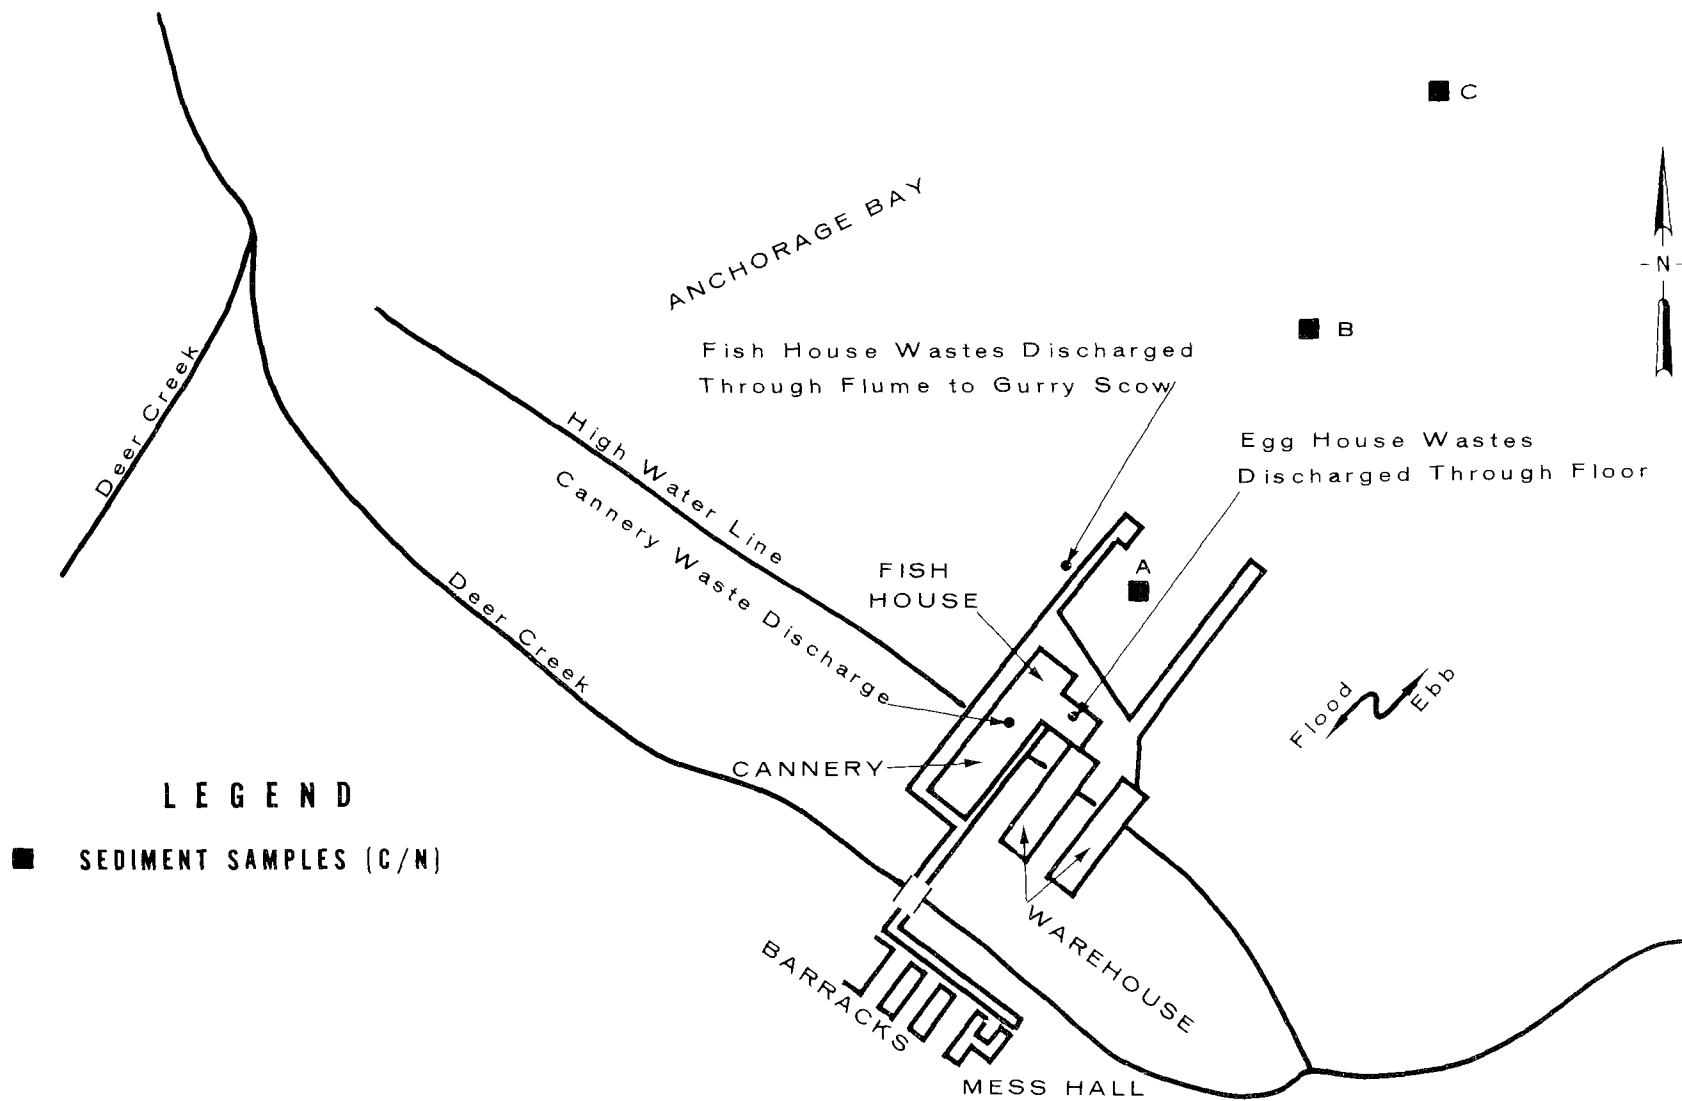 C
ANCHORAGE BAY
-N-
B
Fish House Wastes Discharged
Through Flume to Gurry Scow
Deer Creek
High Water Line
Egg House Wastes
Discharged Through Floor
Cannery Waste Discharge
A
FISH
HOUSE
Deer Creek
Flood
Ebb
CANNERY
LEGEND
SEDIMENT SAMPLES (C/N)
WAREHOUSE
BARRACKS
MESS HALL